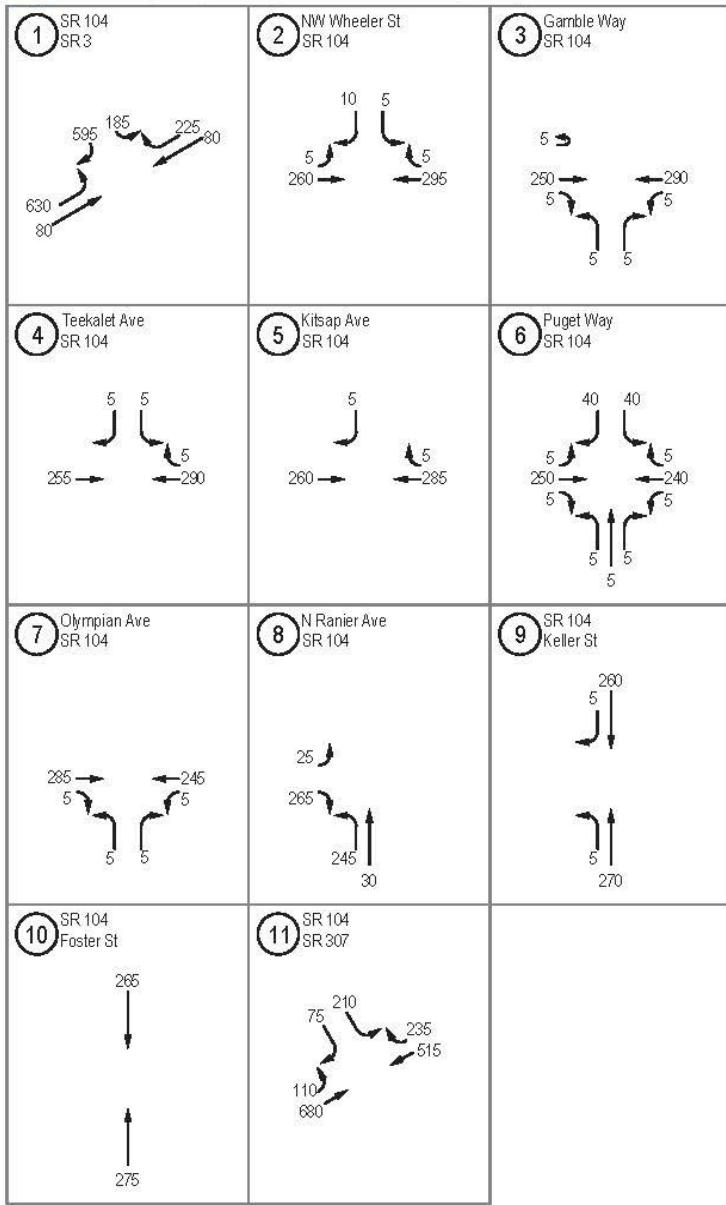 1
SR 104
SR 3
185
595
225
80
630
80
2
NW Wheeler St
SR 104
10 5
5 5
260 295
3
Gamble Way
SR 104
5
250 290
5 5
5 5
4
Teekalet Ave
SR 104
5 5
5
255 290
5
Kitsap Ave
SR 104
5
5
260 285
6
Puget Way
SR 104
40 40
5 5
250 240
5 5
5 5
5
7
Olympian Ave
SR 104
285 245
5 5
5 5
8
N Ranier Ave
SR 104
25
265
245
30
9
SR 104
Keller St
260
5
5
270
10
SR 104
Foster St
265
275
11
SR 104
SR 307
210
75
235
515
110
680